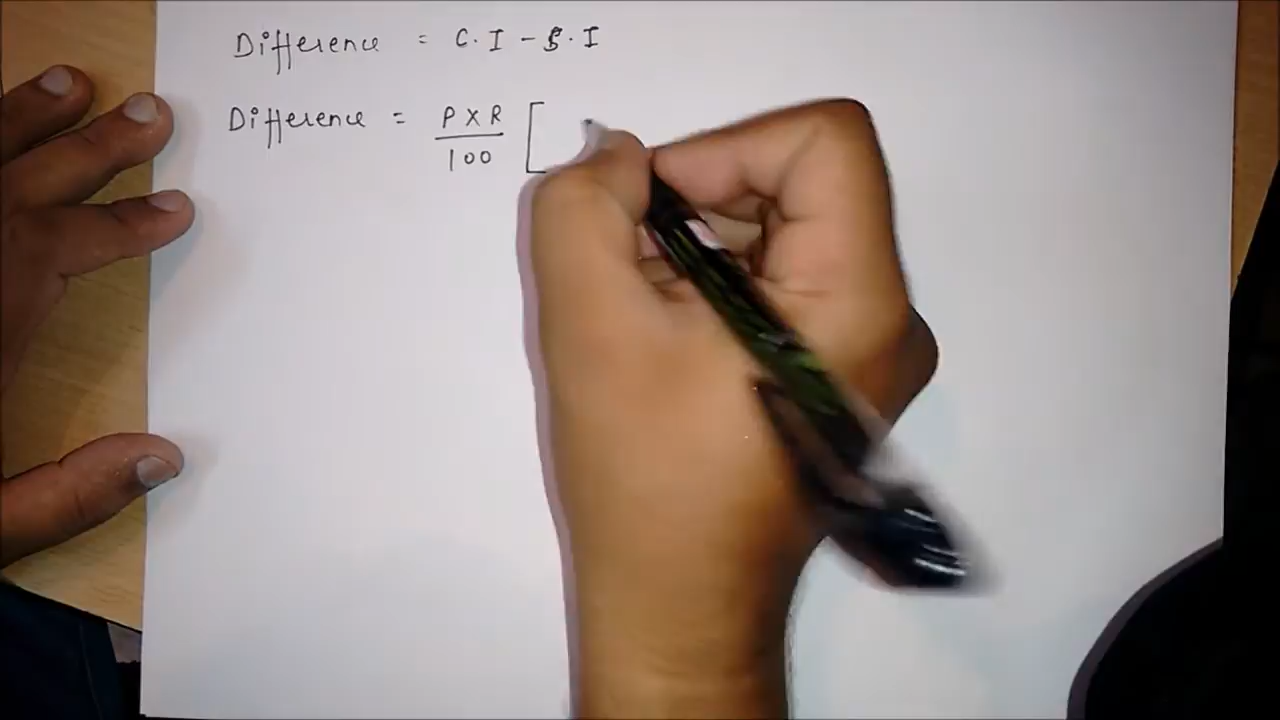 Difference = C.I - S.I
Difference = P X R / 100 [